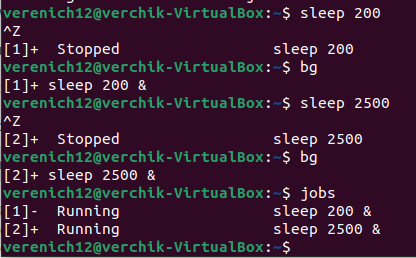 verenich12@verchik-VirtualBox:~$ sleep 200
^Z
[1]+  Stopped                 sleep 200
verenich12@verchik-VirtualBox:~$ bg
[1]+ sleep 200 &
verenich12@verchik-VirtualBox:~$ sleep 2500
^Z
[2]+  Stopped                 sleep 2500
verenich12@verchik-VirtualBox:~$ bg
[2]+ sleep 2500 &
verenich12@verchik-VirtualBox:~$ jobs
[1]-  Running                 sleep 200 &
[2]+  Running                 sleep 2500 &
verenich12@verchik-VirtualBox:~$